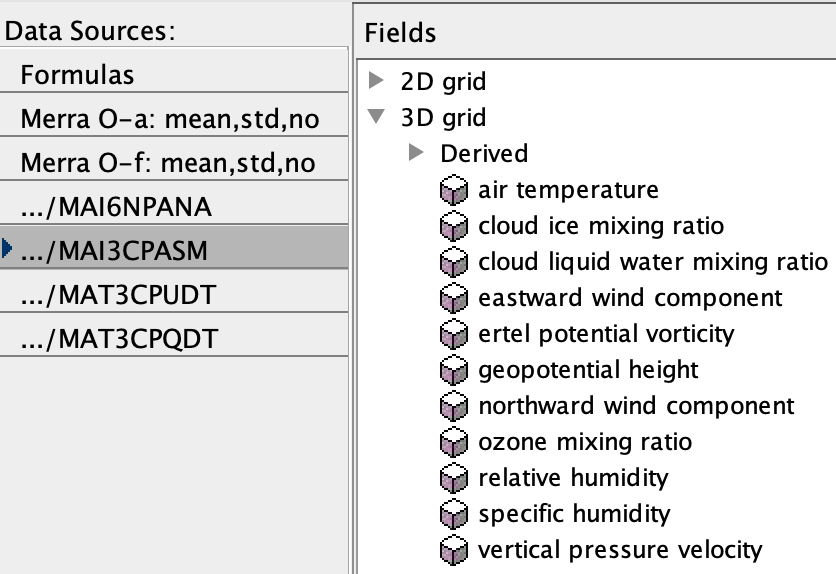 Data Sources:
Formulas
Merra O-a: mean,std,no
Merra O-f: mean,std,no
.../MAI6NPANA
.../MAI3CPASM
.../MAT3CPUDT
.../MAT3CPQDT
Fields
2D grid
3D grid
Derived
air temperature
cloud ice mixing ratio
cloud liquid water mixing ratio
eastward wind component
ertel potential vorticity
geopotential height
northward wind component
ozone mixing ratio
relative humidity
specific humidity
vertical pressure velocity